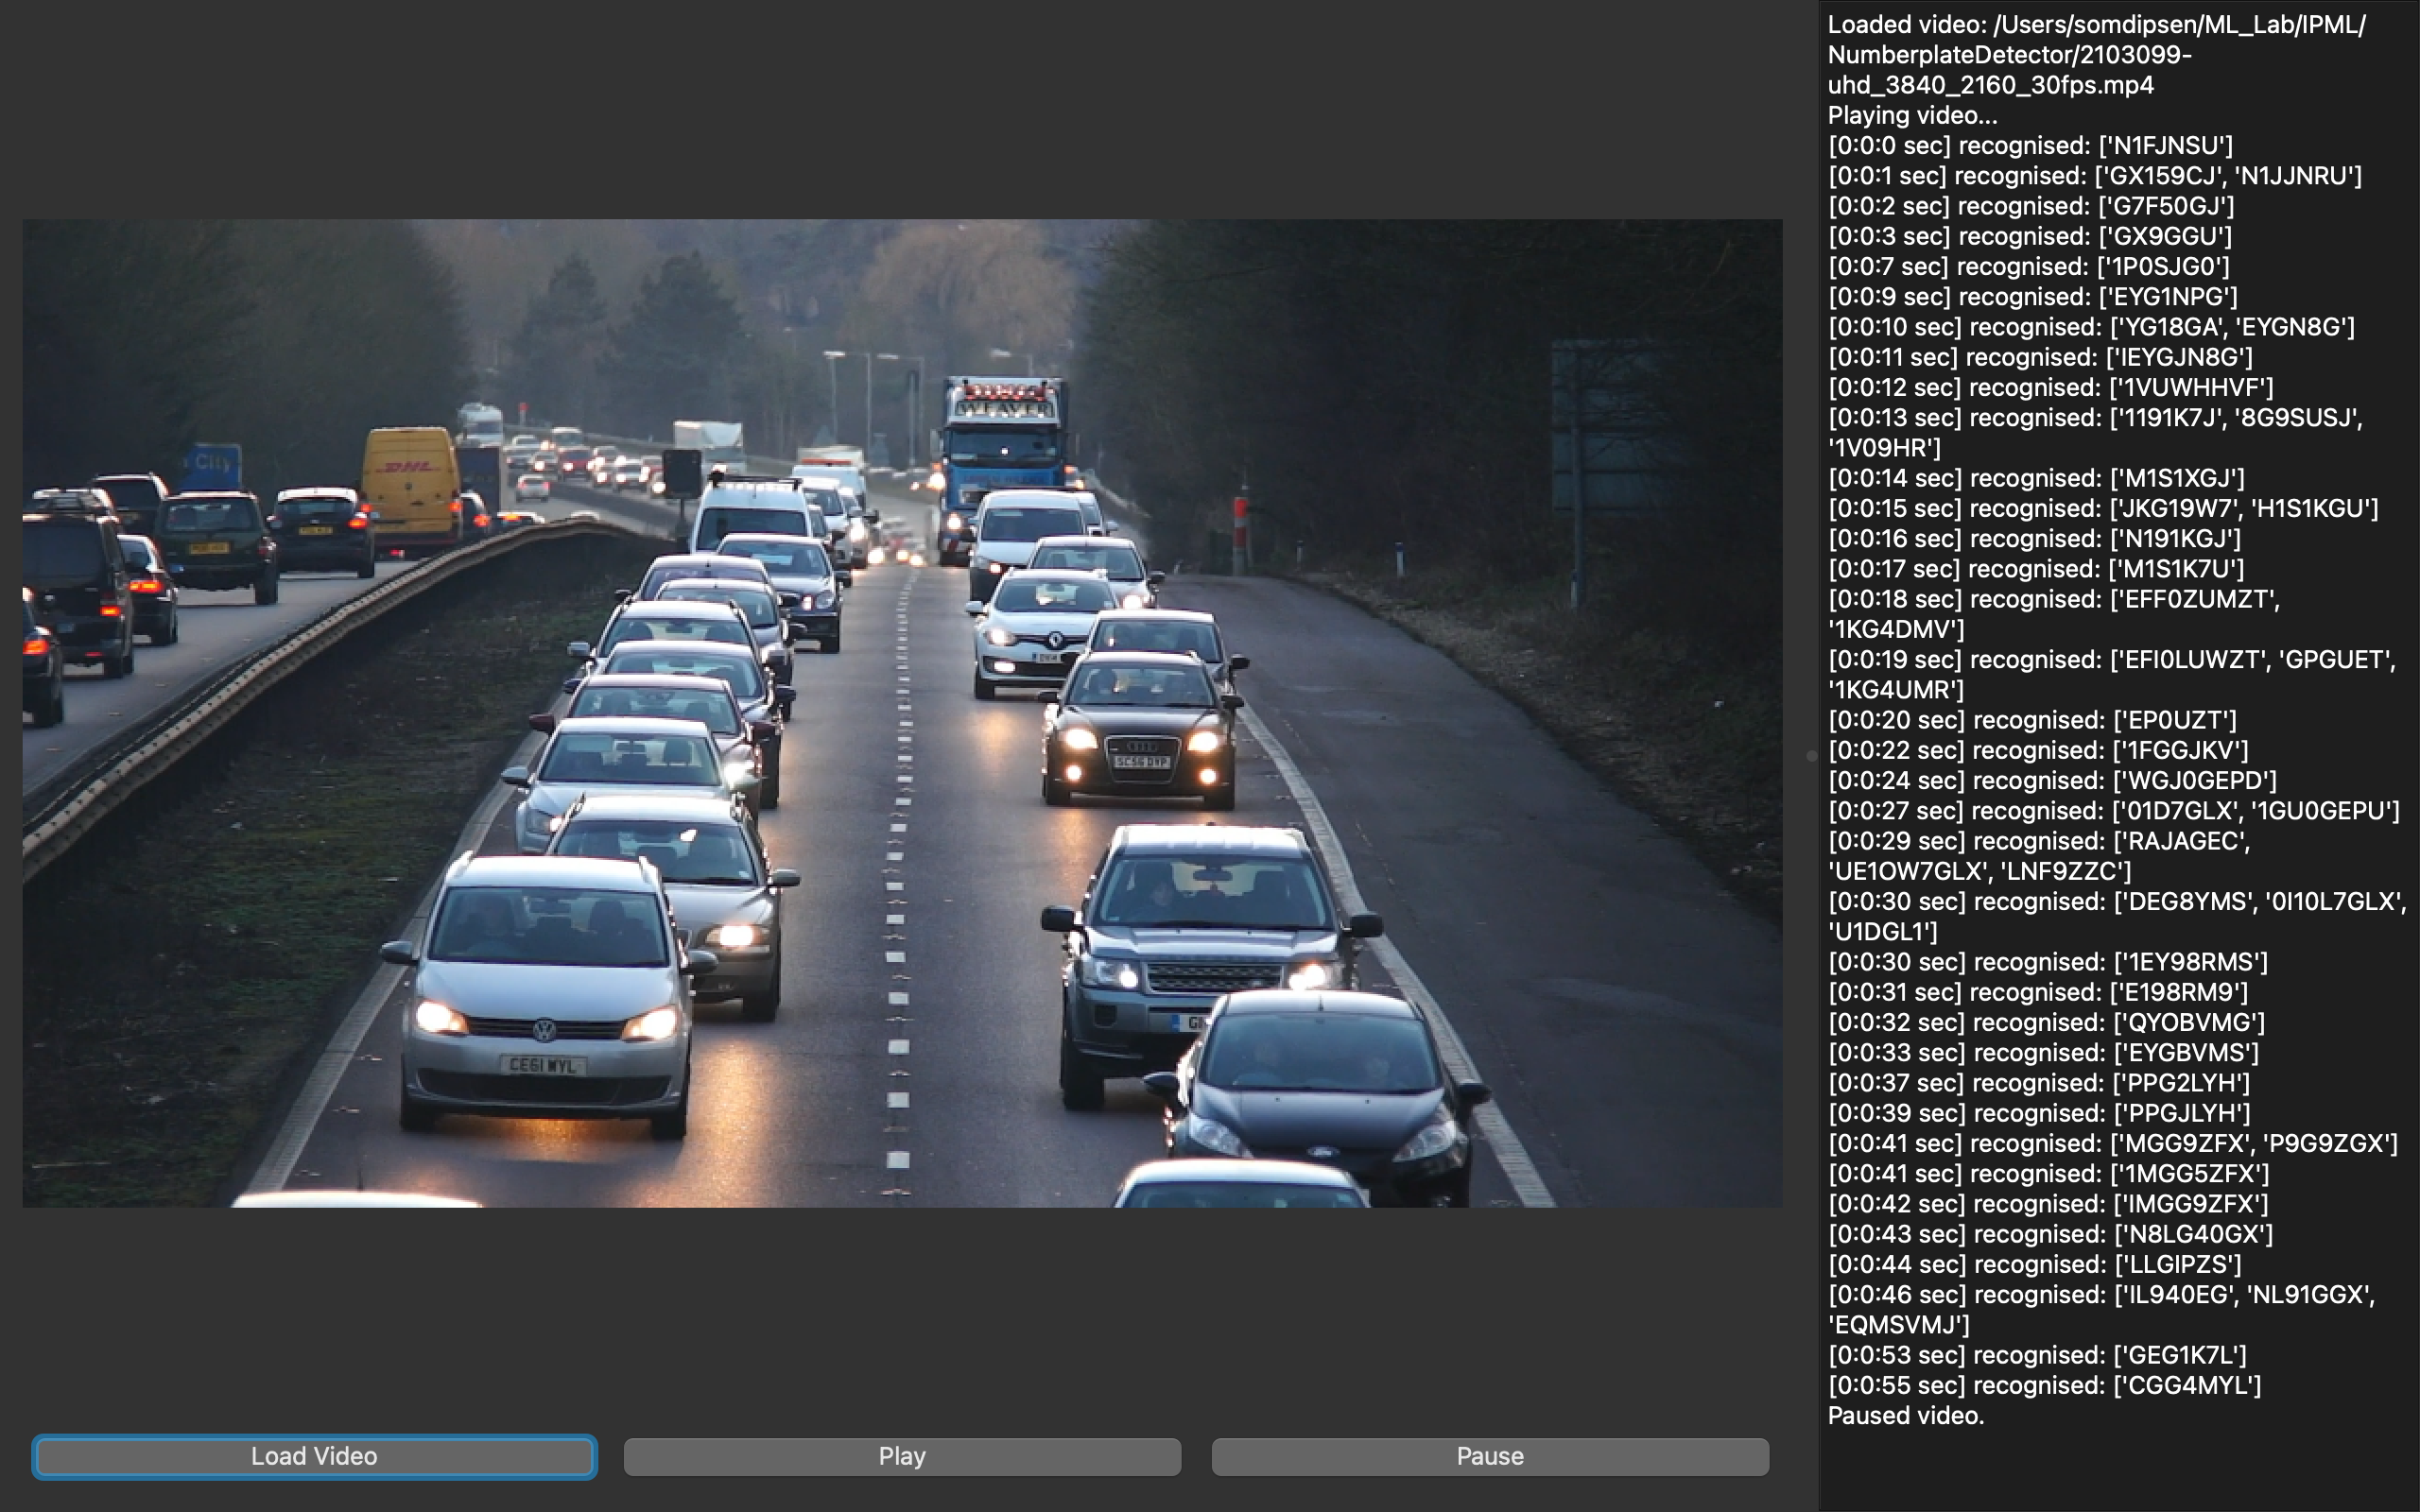 Loaded video: /Users/somdipsen/ML_Lab/IPML/
NumberplateDetector/2103099-
uhd_3840_2160_30fps.mp4
Playing video...
[0:0:0 sec] recognised: ['N1FJNSU']
[0:0:1 sec] recognised: ['GX159CJ', 'N1JJNRU']
[0:0:2 sec] recognised: ['G7F50GJ']
[0:0:3 sec] recognised: ['GX9GGU']
[0:0:7 sec] recognised: ['1P0SJG0']
[0:0:9 sec] recognised: ['EYG1NPG']
[0:0:10 sec] recognised: ['YG18GA', 'EYGN8G']
[0:0:11 sec] recognised: ['IEYGJN8G']
[0:0:12 sec] recognised: ['1VUWHHVF']
[0:0:13 sec] recognised: ['1191K7J', '8G9SUSJ',
'1V09HR']
[0:0:14 sec] recognised: ['M1S1XGJ']
[0:0:15 sec] recognised: ['JKG19W7', 'H1S1KGU']
[0:0:16 sec] recognised: ['N191KGJ']
[0:0:17 sec] recognised: ['M1S1K7U']
[0:0:18 sec] recognised: ['EFF0ZUMZT',
'1KG4DMV']
[0:0:19 sec] recognised: ['EFI0LUWZT', 'GPGUET',
'1KG4UMR']
[0:0:20 sec] recognised: ['EP0UZT']
[0:0:22 sec] recognised: ['1FGGJKV']
[0:0:24 sec] recognised: ['WGJ0GEPD']
[0:0:27 sec] recognised: ['01D7GLX', '1GU0GEPU']
[0:0:29 sec] recognised: ['RAJAGEC',
'UE1OW7GLX', 'LNF9ZZC']
[0:0:30 sec] recognised: ['DEG8YMS', '0I10L7GLX',
'U1DGL1']
[0:0:30 sec] recognised: ['1EY98RMS']
[0:0:31 sec] recognised: ['E198RM9']
[0:0:32 sec] recognised: ['QYOBVMG']
[0:0:33 sec] recognised: ['EYGBVMS']
[0:0:37 sec] recognised: ['PPG2LYH']
[0:0:39 sec] recognised: ['PPGJLYH']
[0:0:41 sec] recognised: ['MGG9ZFX', 'P9G9ZGX']
[0:0:41 sec] recognised: ['1MGG5ZFX']
[0:0:42 sec] recognised: ['IMGG9ZFX']
[0:0:43 sec] recognised: ['N8LG40GX']
[0:0:44 sec] recognised: ['LLGIPZS']
[0:0:46 sec] recognised: ['IL940EG', 'NL91GGX',
'EQMSVMJ']
[0:0:53 sec] recognised: ['GEG1K7L']
[0:0:55 sec] recognised: ['CGG4MYL']
Paused video.
WEAVER
City
DHL
SC56 DYP
CE61 WYL
Load Video
Play
Pause